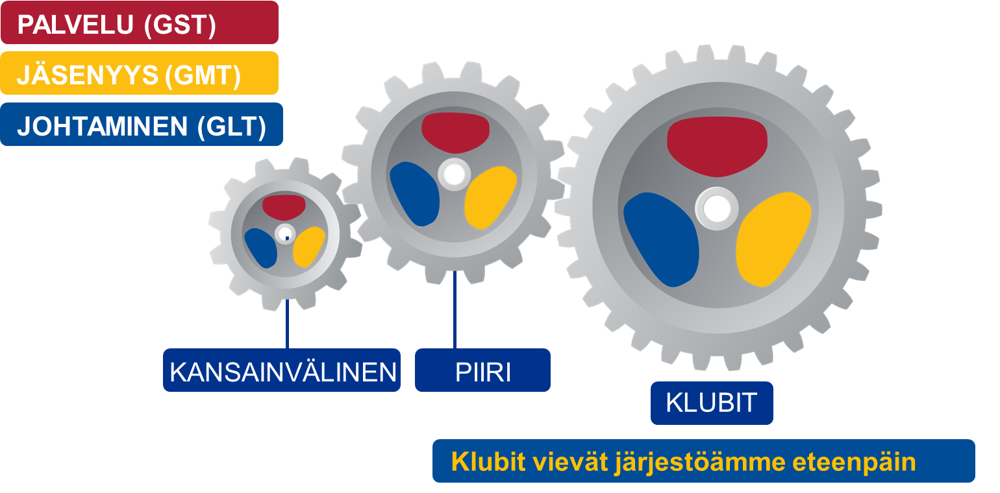 PALVELU (GST)
JÄSENYYS (GMT)
JOHTAMINEN (GLT)
KANSAINVÄLINEN
PIIRI
KLUBIT
Klubit vievät järjestöämme eteenpäin